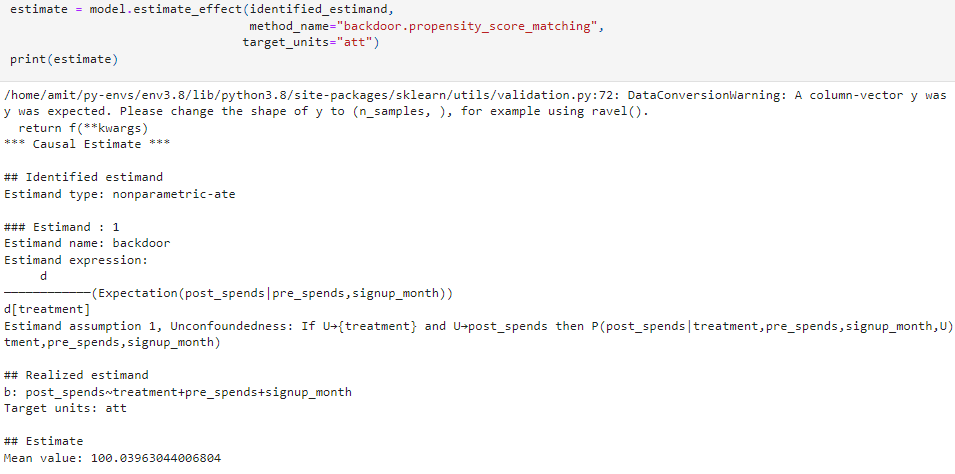 estimate = model.estimate_effect(identified_estimand,
method_name="backdoor.propensity_score_matching",
target_units="att")
print(estimate)
/home/amit/py-envs/env3.8/lib/python3.8/site-packages/sklearn/utils/validation.py:72: DataConversionWarning: A column-vector y was
y was expected. Please change the shape of y to (n_samples, ), for example using ravel().
return f(**kwargs)
*** Causal Estimate ***
## Identified estimand
Estimand type: nonparametric-ate
### Estimand : 1
Estimand name: backdoor
Estimand expression:
d
────────────(Expectation(post_spends|pre_spends,signup_month))
d[treatment]
Estimand assumption 1, Unconfoundedness: If U→{treatment} and U→post_spends then P(post_spends|treatment,pre_spends,signup_month,U)
tment,pre_spends,signup_month)
## Realized estimand
b: post_spends~treatment+pre_spends+signup_month
Target units: att
## Estimate
Mean value: 100.03963044006804